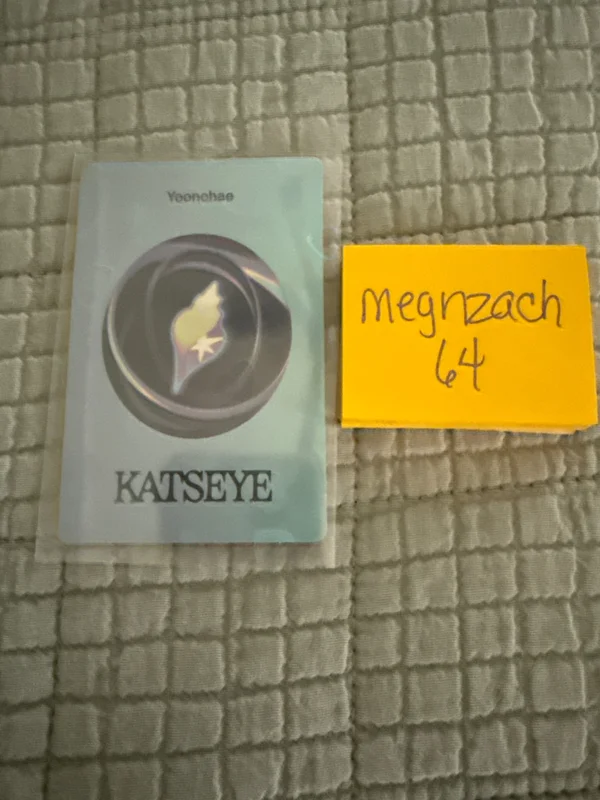 Yoonchae
KATSEYE
megnzach
64